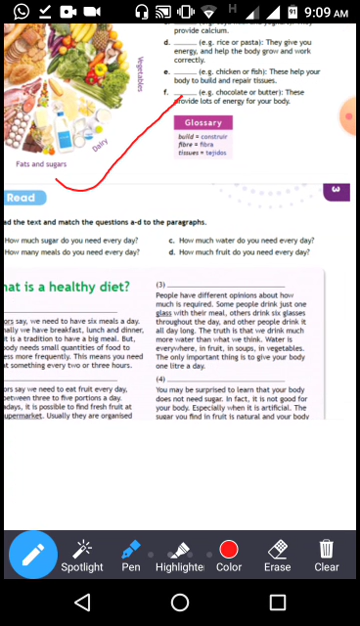 9:09 AM
provide calcium.
d. ______ (e.g. rice or pasta): They give you
energy, and help the body grow and work
correctly.
e. ______ (e.g. chicken or fish): These help your
body to build and repair tissues.
f. ______ (e.g. chocolate or butter): These
provide lots of energy for your body.
Vegetables
Dairy
Fats and sugars
Glossary
build = construir
fibre = fibra
tissues = tejidos
Read
3
ad the text and match the questions a-d to the paragraphs.
How much sugar do you need every day?
How many meals do you need every day?
c. How much water do you need every day?
d. How much fruit do you need every day?
hat is a healthy diet?
ors say, we need to have six meals a day.
nally we have breakfast, lunch and dinner,
it is a tradition to have a big meal. But,
body needs small quantities of food to
ess more frequently. This means you need
at something every two or three hours.
ors say we need to eat fruit every day,
between three to five portions a day.
adays, it is possible to find fresh fruit at
upermarket. Usually they are organised
(3)
People have different opinions about how
much is required. Some people drink just one
glass with their meal, others drink six glasses
throughout the day, and other people drink it
all day long. The truth is that we drink much
more water than what we think. Water is
everywhere, in fruit, in soups, in vegetables.
The only important thing is to give your body
one litre a day.
(4)
You may be surprised to learn that your body
does not need sugar. In fact, it is not good for
your body. Especially when it is artificial. The
sugar you find in fruit is natural and your body
Spotlight
Pen
Highlighter
Color
Erase
Clear